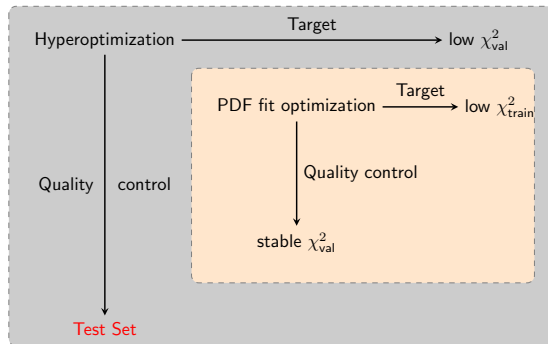 Target
Hyperoptimization low χ²val
Target
PDF fit optimization low χ²train
Quality control
Quality control
stable χ²val
Test Set